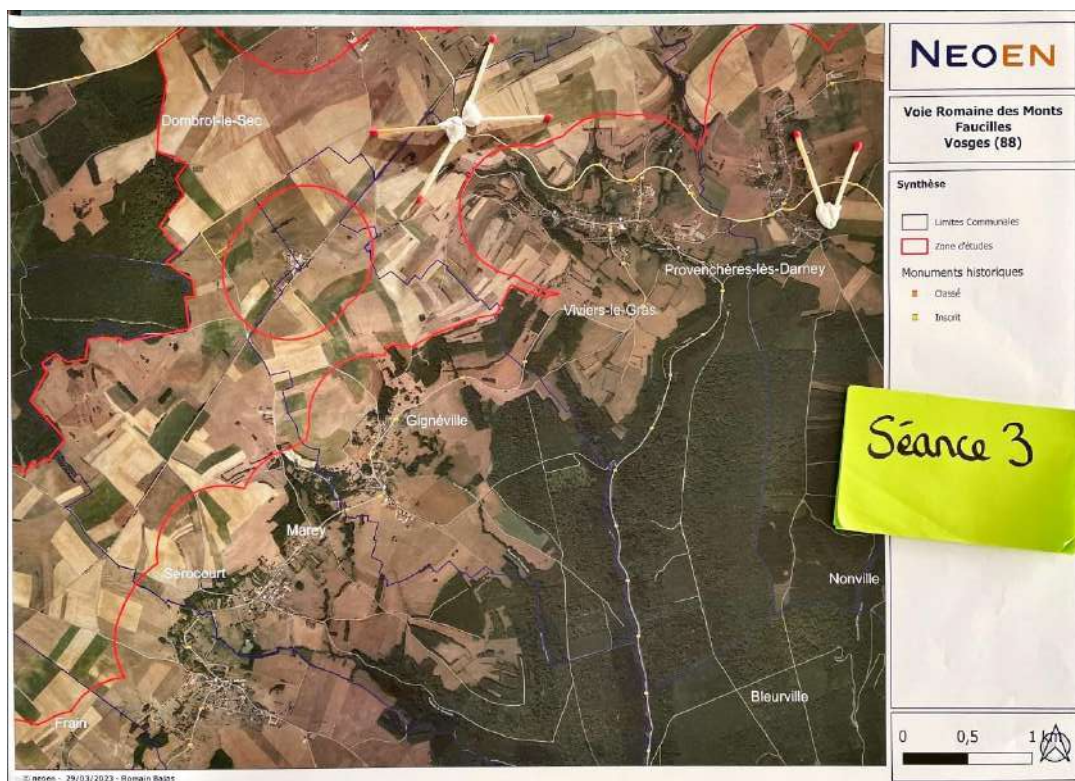 NEOEN
Voie Romaine des Monts
Faucilles
Vosges (88)
Synthèse
Limites Communales
Zone d'études
Monuments historiques
Classé
Inscrit
Dombrot-le-Sec
Provenchères-lès-Darney
Viviers-le-Gras
Gignéville
Séance 3
Marey
Serocourt
Nonville
Bleurville
Frain
0 0,5 1 km
© neoen - 29/03/2023 - Romain Balas